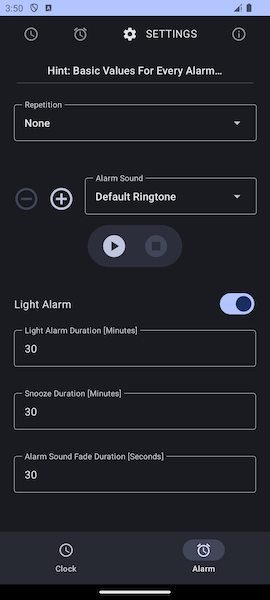 3:50
SETTINGS
Hint: Basic Values For Every Alarm...
Repetition
None
Alarm Sound
Default Ringtone
Light Alarm
Light Alarm Duration [Minutes]
30
Snooze Duration [Minutes]
30
Alarm Sound Fade Duration [Seconds]
30
Clock
Alarm